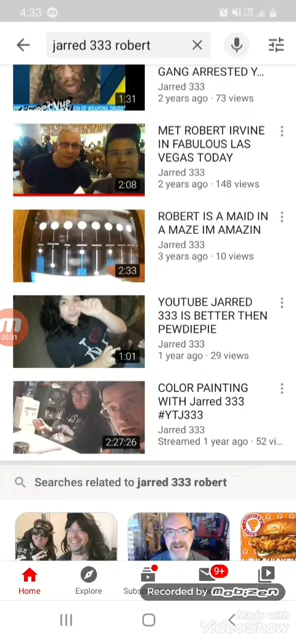 4:33
LTE
jarred 333 robert
GANG ARRESTED Y...
Jarred 333
2 years ago · 73 views
1:31
MET ROBERT IRVINE
IN FABULOUS LAS
VEGAS TODAY
Jarred 333
2 years ago · 148 views
2:08
ROBERT IS A MAID IN
A MAZE IM AMAZIN
Jarred 333
3 years ago · 10 views
2:33
YOUTUBE JARRED
333 IS BETTER THEN
PEWDIEPIE
Jarred 333
1 year ago · 29 views
1:01
00:31
COLOR PAINTING
WITH Jarred 333
#YTJ333
Jarred 333
Streamed 1 year ago · 52 vi...
2:27:26
Searches related to jarred 333 robert
9+
Home
Explore
Recorded by mobizen
Made with
VideoShow